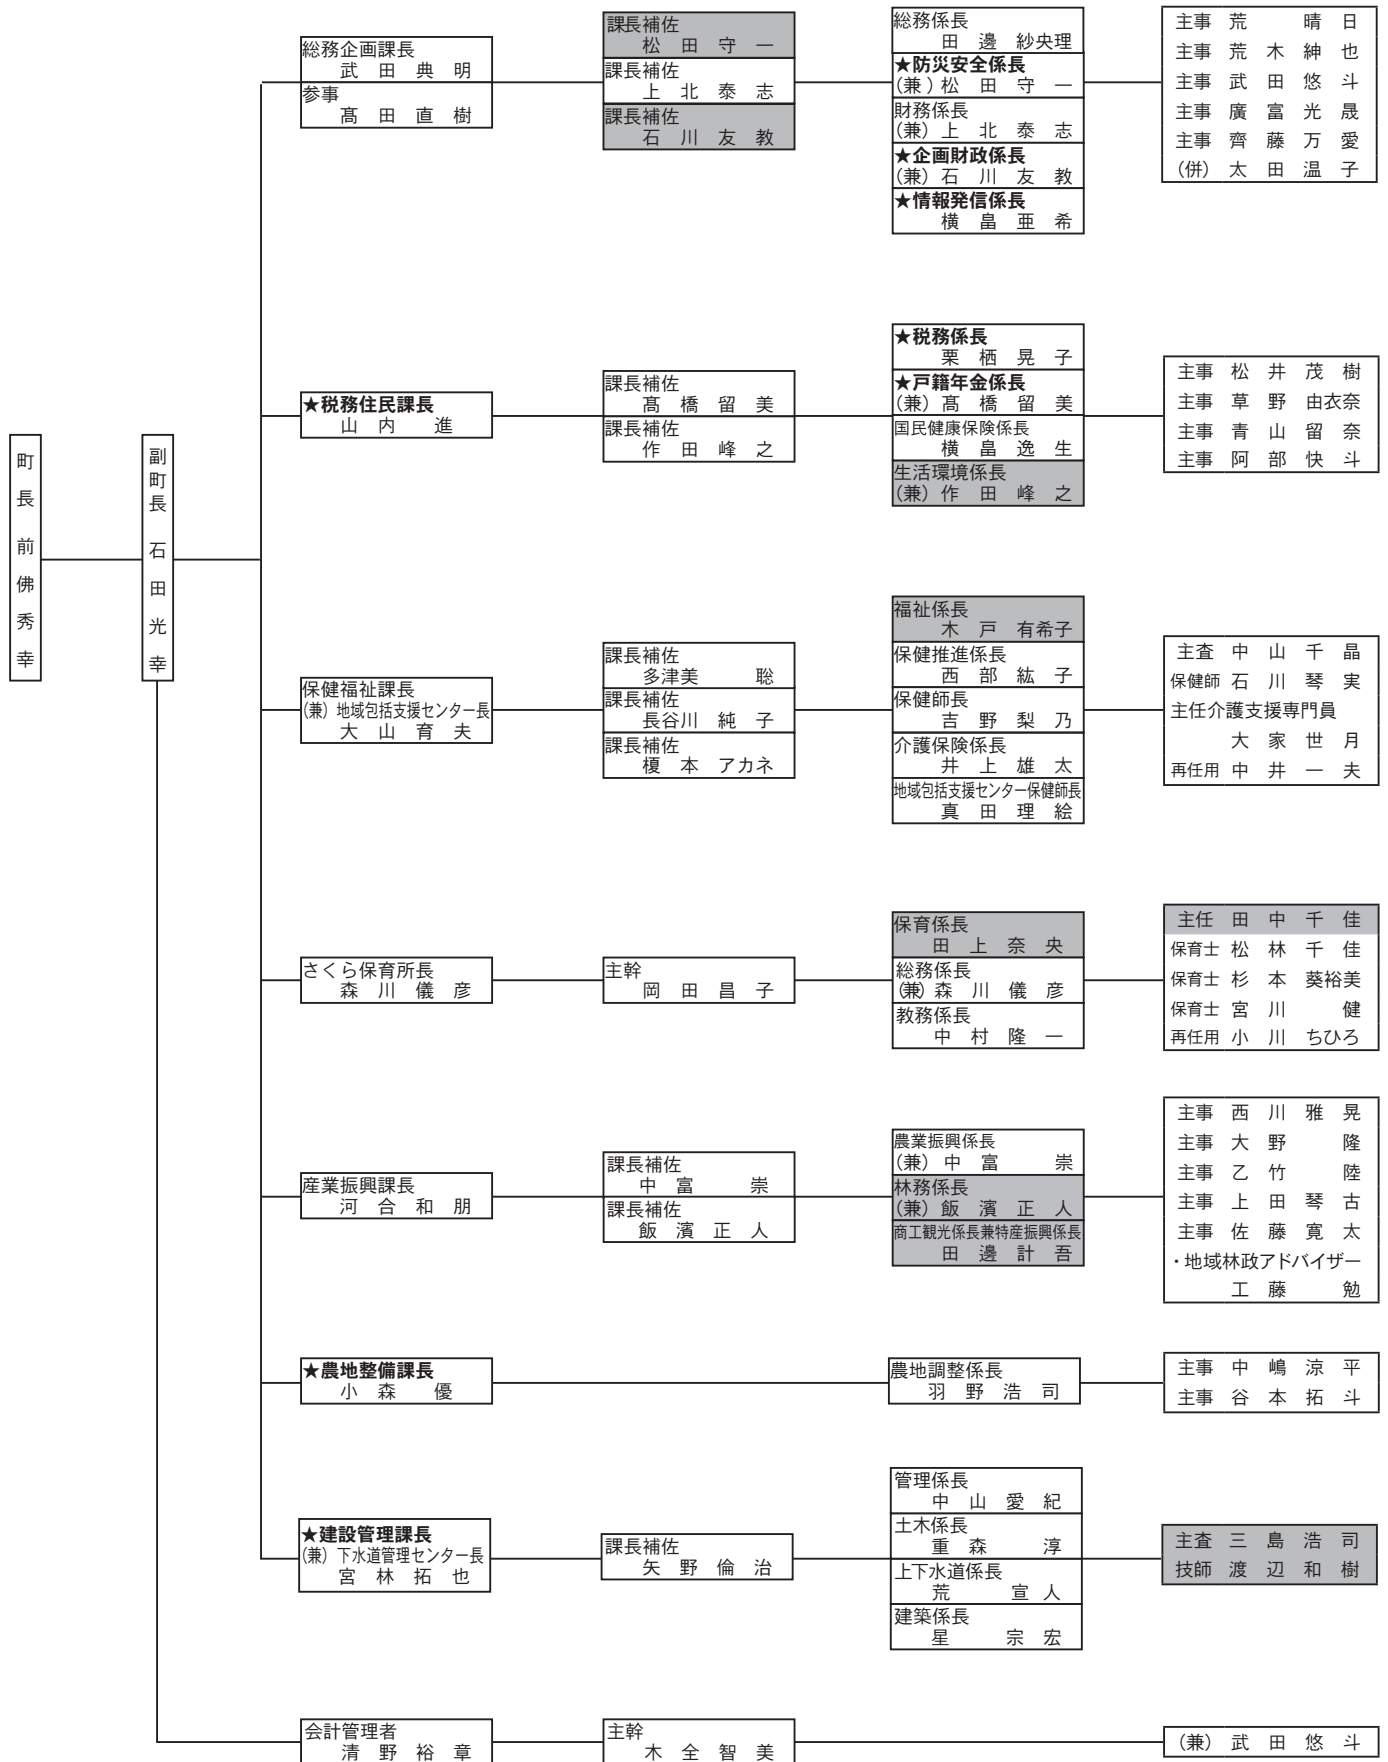 町長 前佛秀幸
副町長 石田光幸
総務企画課長
武田典明
参事
髙田直樹
課長補佐
松田守一
課長補佐
上北泰志
課長補佐
石川友教
総務係長
田邊紗央理
★防災安全係長
(兼)松田守一
財務係長
(兼)上北泰志
★企画財政係長
(兼)石川友教
★情報発信係長
横畠亜希
主事 荒 晴日
主事 荒木紳也
主事 武田悠斗
主事 廣富光晟
主事 齊藤万愛
(併) 太田温子
★税務住民課長
山内進
課長補佐
髙橋留美
課長補佐
作田峰之
★税務係長
栗栖晃子
★戸籍年金係長
(兼)髙橋留美
国民健康保険係長
横畠逸生
生活環境係長
(兼)作田峰之
主事 松井茂樹
主事 草野由衣奈
主事 青山留奈
主事 阿部快斗
保健福祉課長
(兼)地域包括支援センター長
大山育夫
課長補佐
多津美 聡
課長補佐
長谷川純子
課長補佐
榎本アカネ
福祉係長
木戸有希子
保健推進係長
西部紘子
保健師長
吉野梨乃
介護保険係長
井上雄太
地域包括支援センター保健師長
真田理絵
主査 中山千晶
保健師 石川琴実
主任介護支援専門員
大家世月
再任用 中井一夫
さくら保育所長
森川儀彦
主幹
岡田昌子
保育係長
田上奈央
総務係長
(兼)森川儀彦
教務係長
中村隆一
主任 田中千佳
保育士 松林千佳
保育士 杉本葵裕美
保育士 宮川 健
再任用 小川ちひろ
産業振興課長
河合和朋
課長補佐
中富 崇
課長補佐
飯濱正人
農業振興係長
(兼)中富 崇
林務係長
(兼)飯濱正人
商工観光係長兼特産振興係長
田邊計吾
主事 西川雅晃
主事 大野 隆
主事 乙竹 陸
主事 上田琴古
主事 佐藤寛太
・地域林政アドバイザー
工藤 勉
★農地整備課長
小森優
農地調整係長
羽野浩司
主事 中嶋涼平
主事 谷本拓斗
★建設管理課長
(兼)下水道管理センター長
宮林拓也
課長補佐
矢野倫治
管理係長
中山愛紀
土木係長
重森 淳
上下水道係長
荒 宣人
建築係長
星 宗宏
主査 三島浩司
技師 渡辺和樹
会計管理者
清野裕章
主幹
木全智美
(兼) 武田悠斗